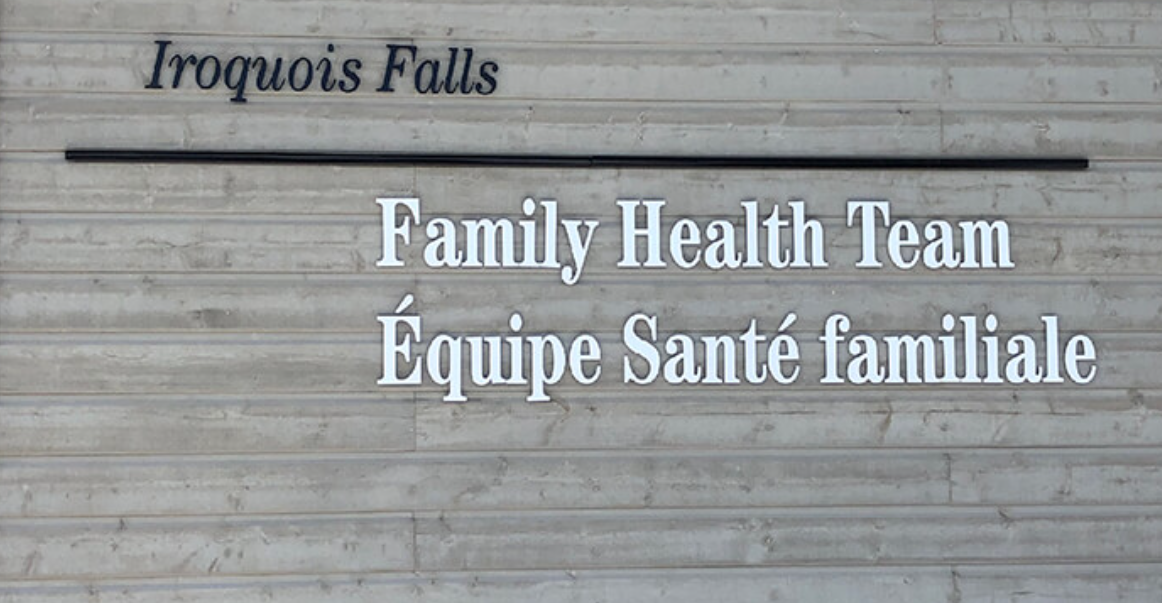 Iroquois Falls
Family Health Team
Équipe Santé familiale